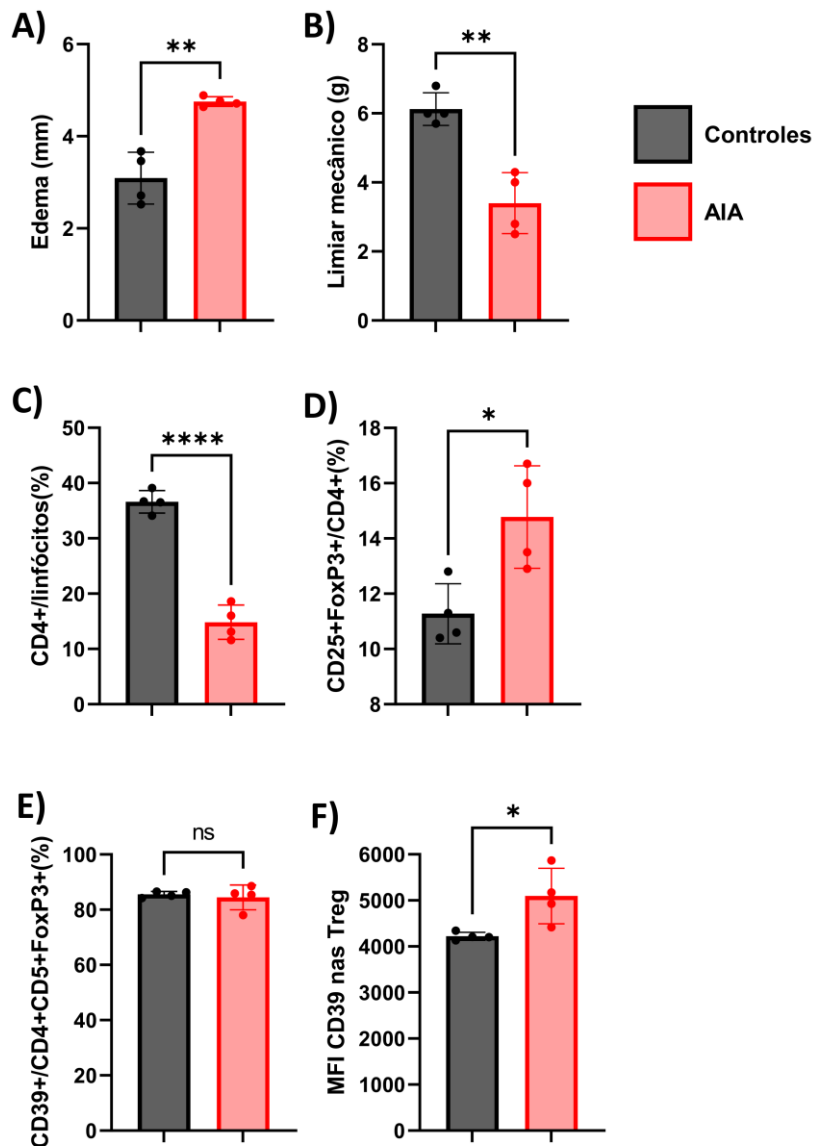 A)
Edema (mm)
6
4
2
0
**
B)
Limiar mecânico (g)
8
6
4
2
0
**
Controles
AIA
C)
CD4+/linfócitos(%)
50
40
30
20
10
0
****
D)
CD25+FoxP3+/CD4+(%)
18
16
14
12
10
8
*
E)
CD39+/CD4+CD5+FoxP3+(%)
100
80
60
40
20
0
ns
F)
MFI CD39 nas Treg
6000
5000
4000
3000
2000
1000
0
*